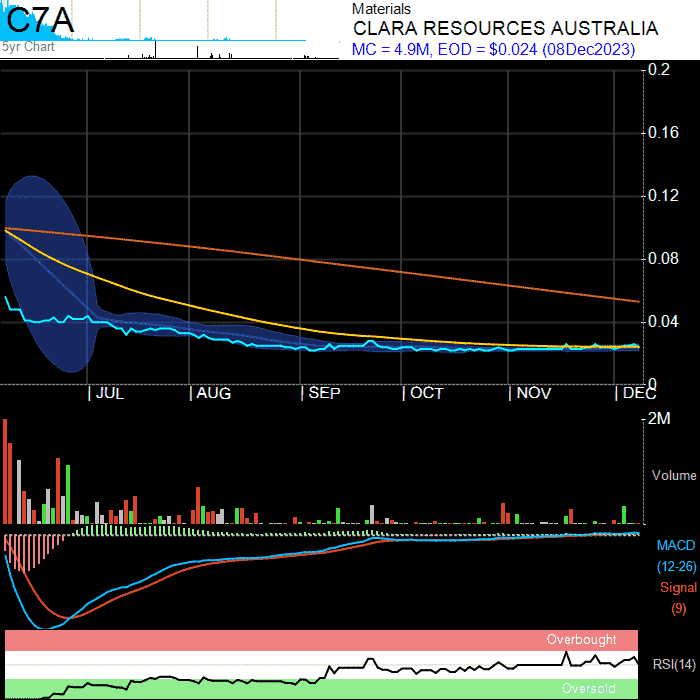 C7A
5yr Chart
Materials
CLARA RESOURCES AUSTRALIA
MC = 4.9M, EOD = $0.024 (08Dec2023)
0.2
0.16
0.12
0.08
0.04
0
| JUL | AUG | SEP | OCT | NOV | DEC
2M
Volume
MACD
(12-26)
Signal
(9)
Overbought
RSI(14)
Oversold